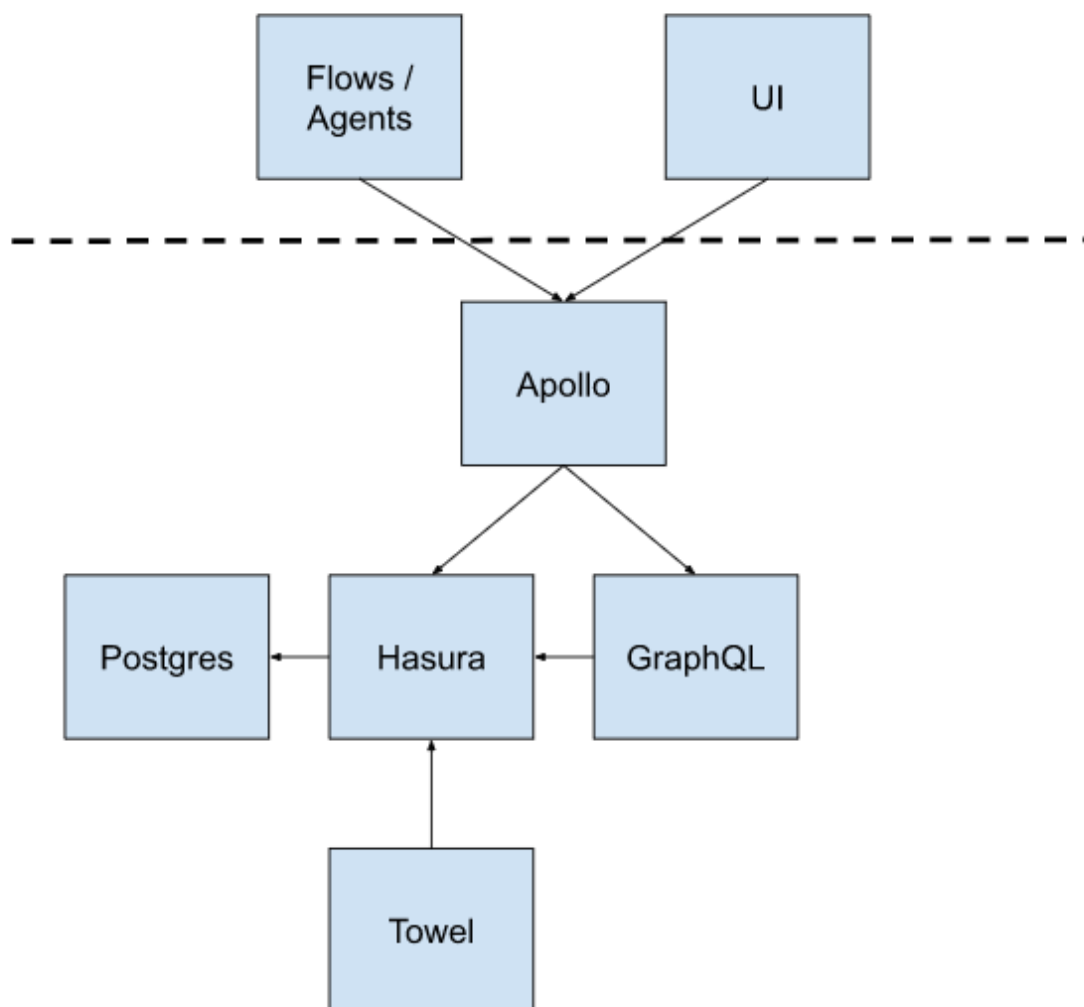 Flows /
Agents
UI
Apollo
Postgres
Hasura
GraphQL
Towel